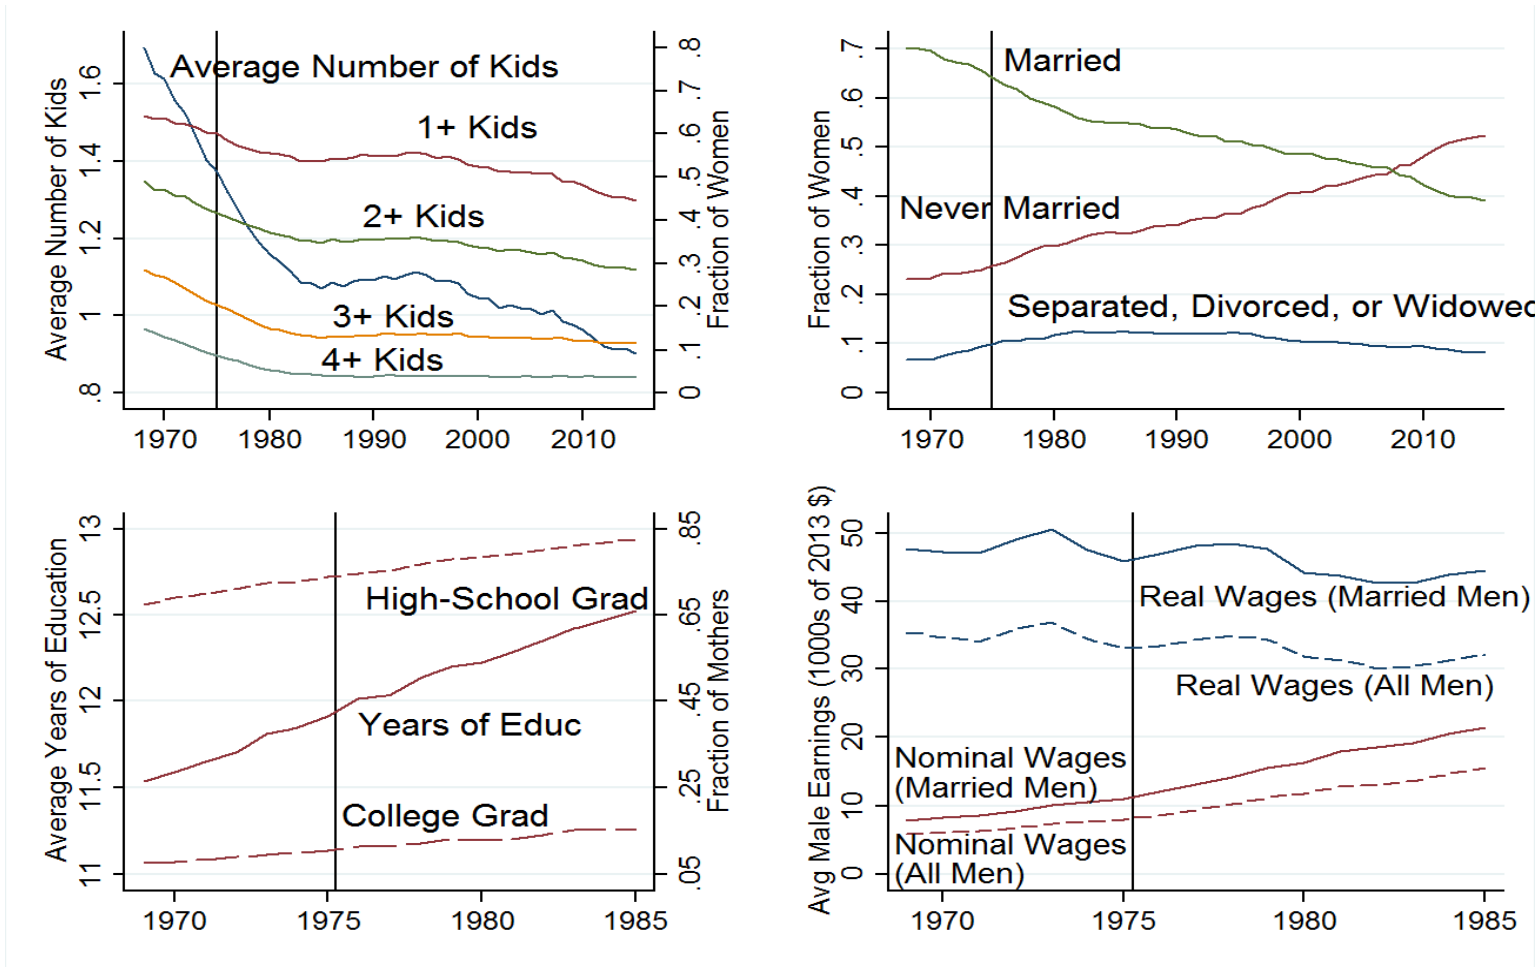 Average Number of Kids
1.6
1.4
1.2
1
.8
Average Number of Kids
1+ Kids
2+ Kids
3+ Kids
4+ Kids
.8
.7
.6
.5
.4
.3
.2
.1
0
Fraction of Women
1970 1980 1990 2000 2010
Fraction of Women
.7
.6
.5
.4
.3
.2
.1
0
Married
Never Married
Separated, Divorced, or Widowed
1970 1980 1990 2000 2010
Average Years of Education
13
12.5
12
11.5
11
High-School Grad
Years of Educ
College Grad
.85
.65
.45
.25
.05
Fraction of Mothers
1970 1975 1980 1985
Avg Male Earnings (1000s of 2013 $)
50
40
30
20
10
0
Real Wages (Married Men)
Real Wages (All Men)
Nominal Wages
(Married Men)
Nominal Wages
(All Men)
1970 1975 1980 1985